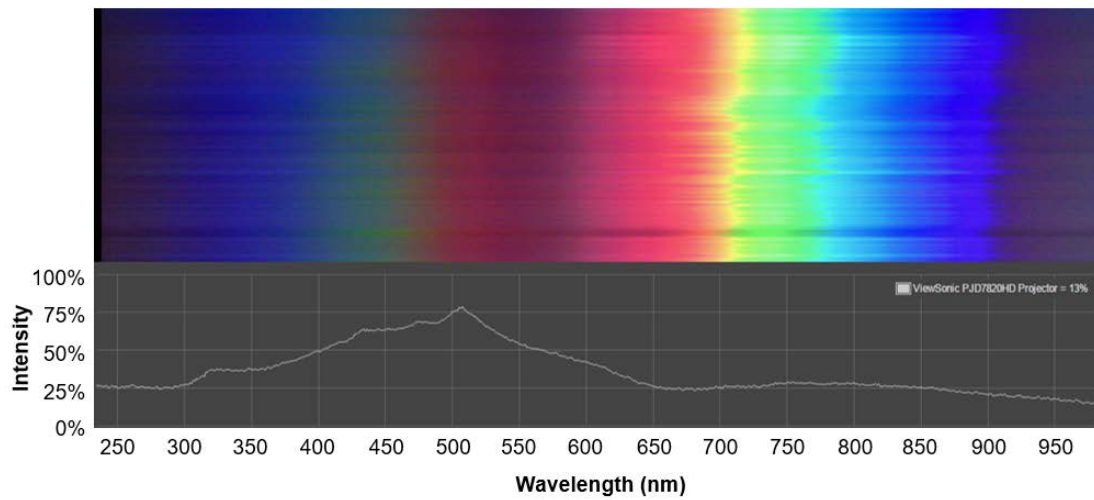 100%
75%
50%
25%
0%
Intensity
ViewSonic PJD7820HD Projector = 13%
250 300 350 400 450 500 550 600 650 700 750 800 850 900 950
Wavelength (nm)